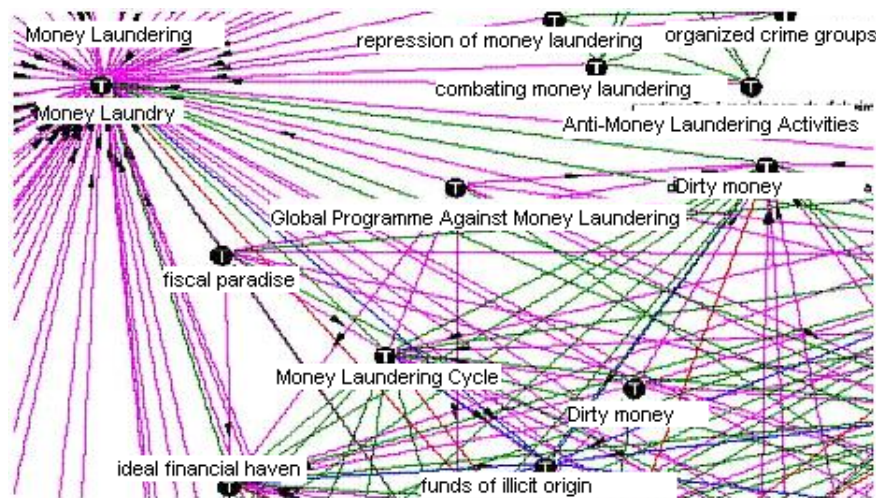 Money Laundering
repression of money laundering
organized crime groups
combating money laundering
Money Laundry
Anti-Money Laundering Activities
Dirty money
Global Programme Against Money Laundering
fiscal paradise
Money Laundering Cycle
Dirty money
ideal financial haven
funds of illicit origin